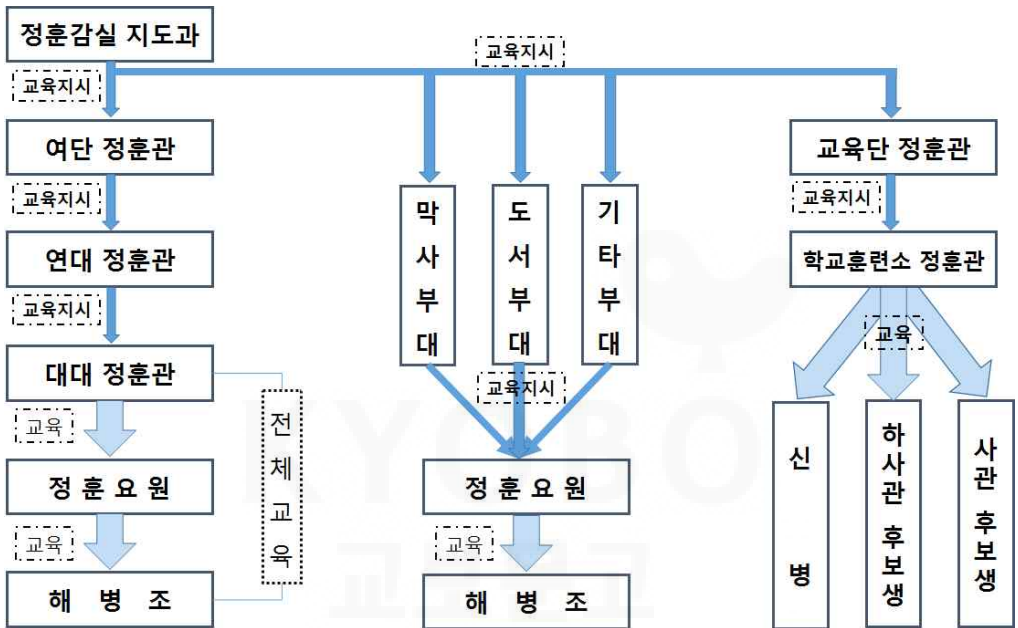 정훈감실 지도과
교육지시
교육지시
여단 정훈관
교육단 정훈관
교육지시
교육지시
막사부대
도서부대
기타부대
연대 정훈관
학교훈련소 정훈관
교육지시
교육
대대 정훈관
교육지시
교육
전체교육
신병
하사관 후보생
사관 후보생
정훈요원
정훈요원
교육
교육
해병조
해병조
KYOBO
교보문고